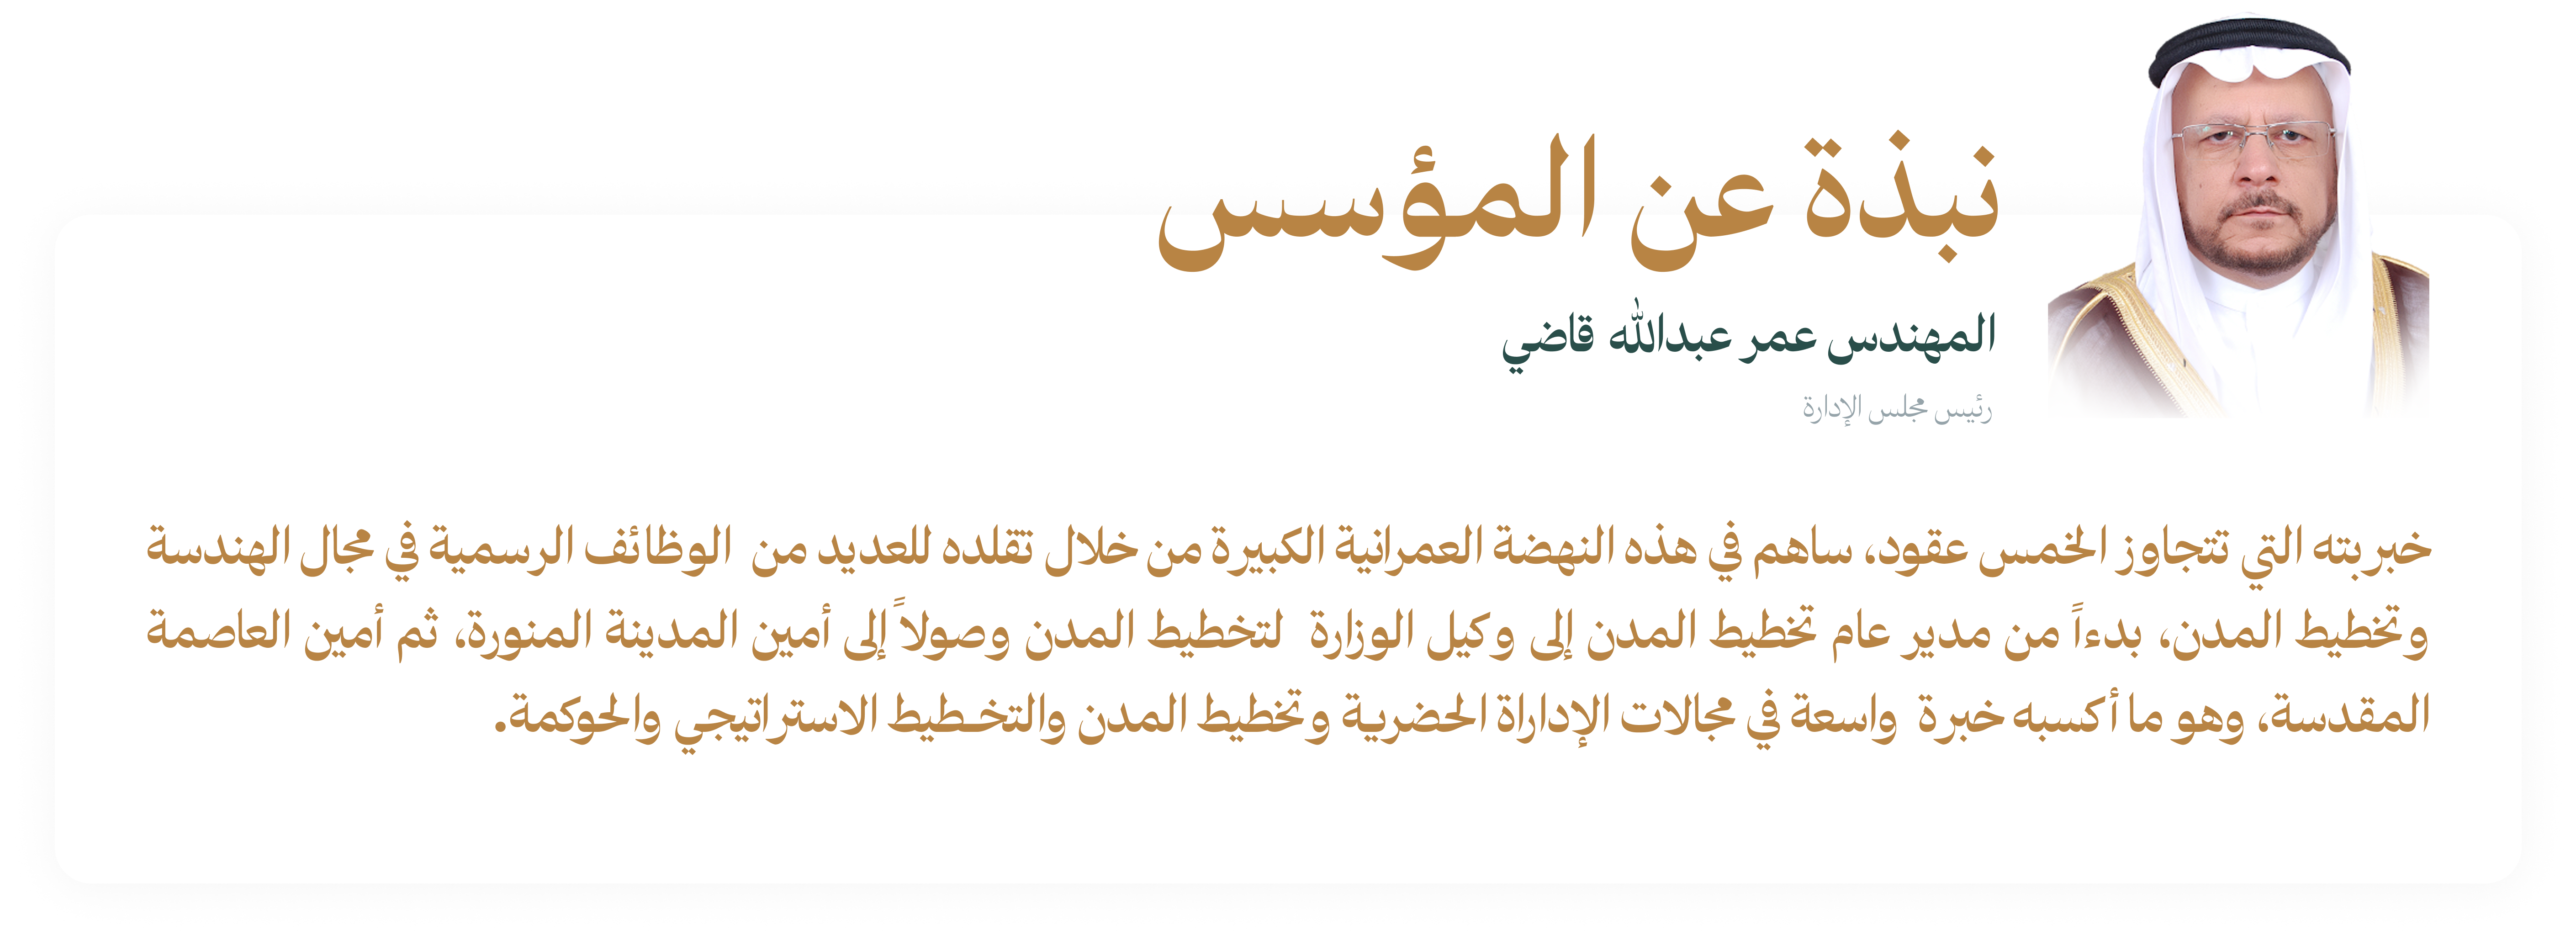 نبذة عن المؤسس
المهندس عمر عبدالله قاضي
رئيس مجلس الإدارة
خبربته التي تتجاوز الخمس عقود، ساهم في هذه النهضة العمرانية الكبيرة من خلال تقلده للعديد من الوظائف الرسمية في مجال الهندسة
وتخطيط المدن، بدءاً من مدير عام تخطيط المدن إلى وكيل الوزارة لتخطيط المدن وصولاً إلى أمين المدينة المنورة، ثم أمين العاصمة
المقدسة، وهو ما أكسبه خبرة واسعة في مجالات الإداراة الحضرية وتخطيط المدن والتخـطيط الاستراتيجي والحوكمة.